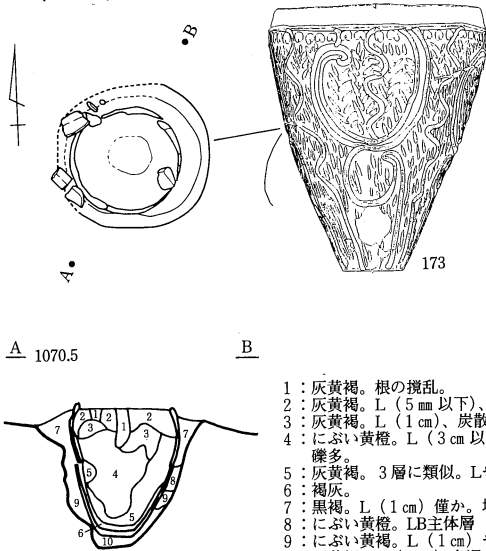 B
173
A
A 1070.5 B
2 1 2 1 2
7 3 3 7
4
5
8
9 9
5
6 10
1：灰黄褐。根の撹乱。
2：灰黄褐。L（5㎜以下）、
3：灰黄褐。L（1㎝）、炭散
4：にぶい黄橙。L（3㎝以
礫多。
5：灰黄褐。3層に類似。L
6：褐灰。
7：黒褐。L（1㎝）僅か。
8：にぶい黄橙。LB主体層
9：にぶい黄褐。L（1㎝）